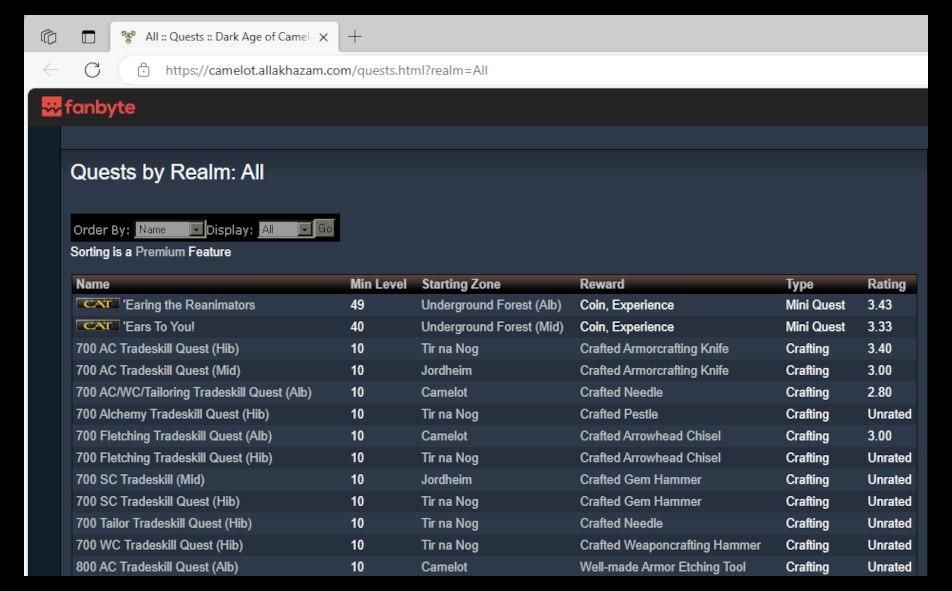 All :: Quests :: Dark Age of Camel
https://camelot.allakhazam.com/quests.html?realm=All
fanbyte
Quests by Realm: All
Order By: Name Display: All Go
Sorting is a Premium Feature
Name Min Level Starting Zone Reward Type Rating
CAT 'Earing the Reanimators 49 Underground Forest (Alb) Coin, Experience Mini Quest 3.43
CAT 'Ears To You! 40 Underground Forest (Mid) Coin, Experience Mini Quest 3.33
700 AC Tradeskill Quest (Hib) 10 Tir na Nog Crafted Armorcrafting Knife Crafting 3.40
700 AC Tradeskill Quest (Mid) 10 Jordheim Crafted Armorcrafting Knife Crafting 3.00
700 AC/WC/Tailoring Tradeskill Quest (Alb) 10 Camelot Crafted Needle Crafting 2.80
700 Alchemy Tradeskill Quest (Hib) 10 Tir na Nog Crafted Pestle Crafting Unrated
700 Fletching Tradeskill Quest (Alb) 10 Camelot Crafted Arrowhead Chisel Crafting 3.00
700 Fletching Tradeskill Quest (Hib) 10 Tir na Nog Crafted Arrowhead Chisel Crafting Unrated
700 SC Tradeskill (Mid) 10 Jordheim Crafted Gem Hammer Crafting Unrated
700 SC Tradeskill Quest (Hib) 10 Tir na Nog Crafted Gem Hammer Crafting Unrated
700 Tailor Tradeskill Quest (Hib) 10 Tir na Nog Crafted Needle Crafting Unrated
700 WC Tradeskill Quest (Hib) 10 Tir na Nog Crafted Weaponcrafting Hammer Crafting Unrated
800 AC Tradeskill Quest (Alb) 10 Camelot Well-made Armor Etching Tool Crafting Unrated